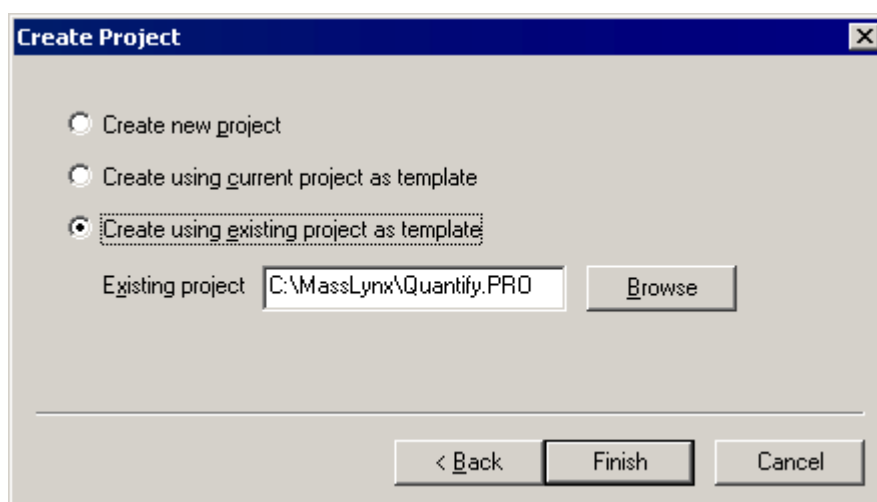 Create Project
Create new project
Create using current project as template
Create using existing project as template
Existing project C:\MassLynx\Quantify.PRO Browse
< Back Finish Cancel